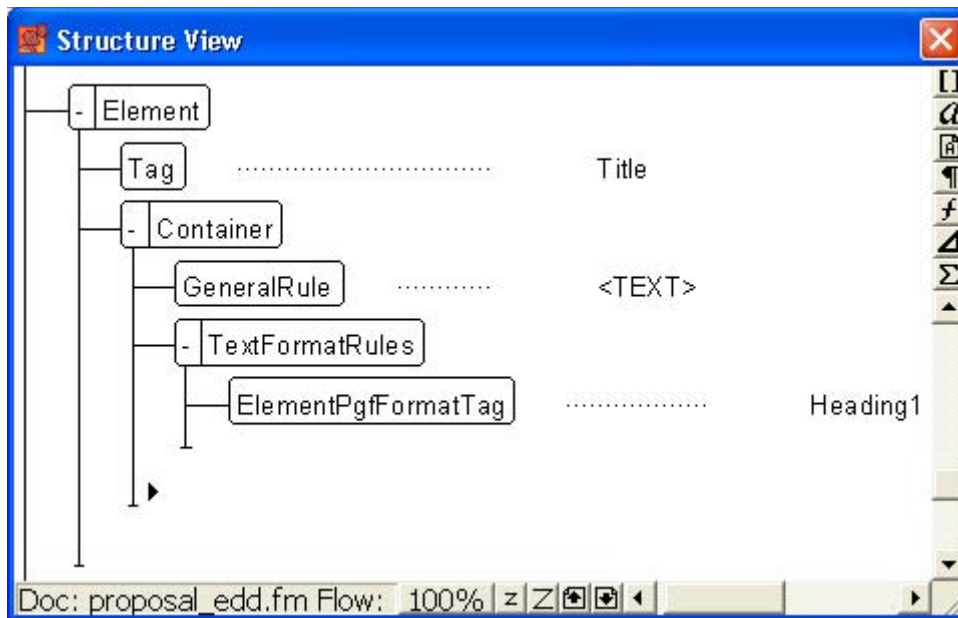 Structure View
- Element
Tag Title
- Container
GeneralRule <TEXT>
- TextFormatRules
ElementPgfFormatTag Heading1
Doc: proposal_edd.fm Flow: 100% z Z